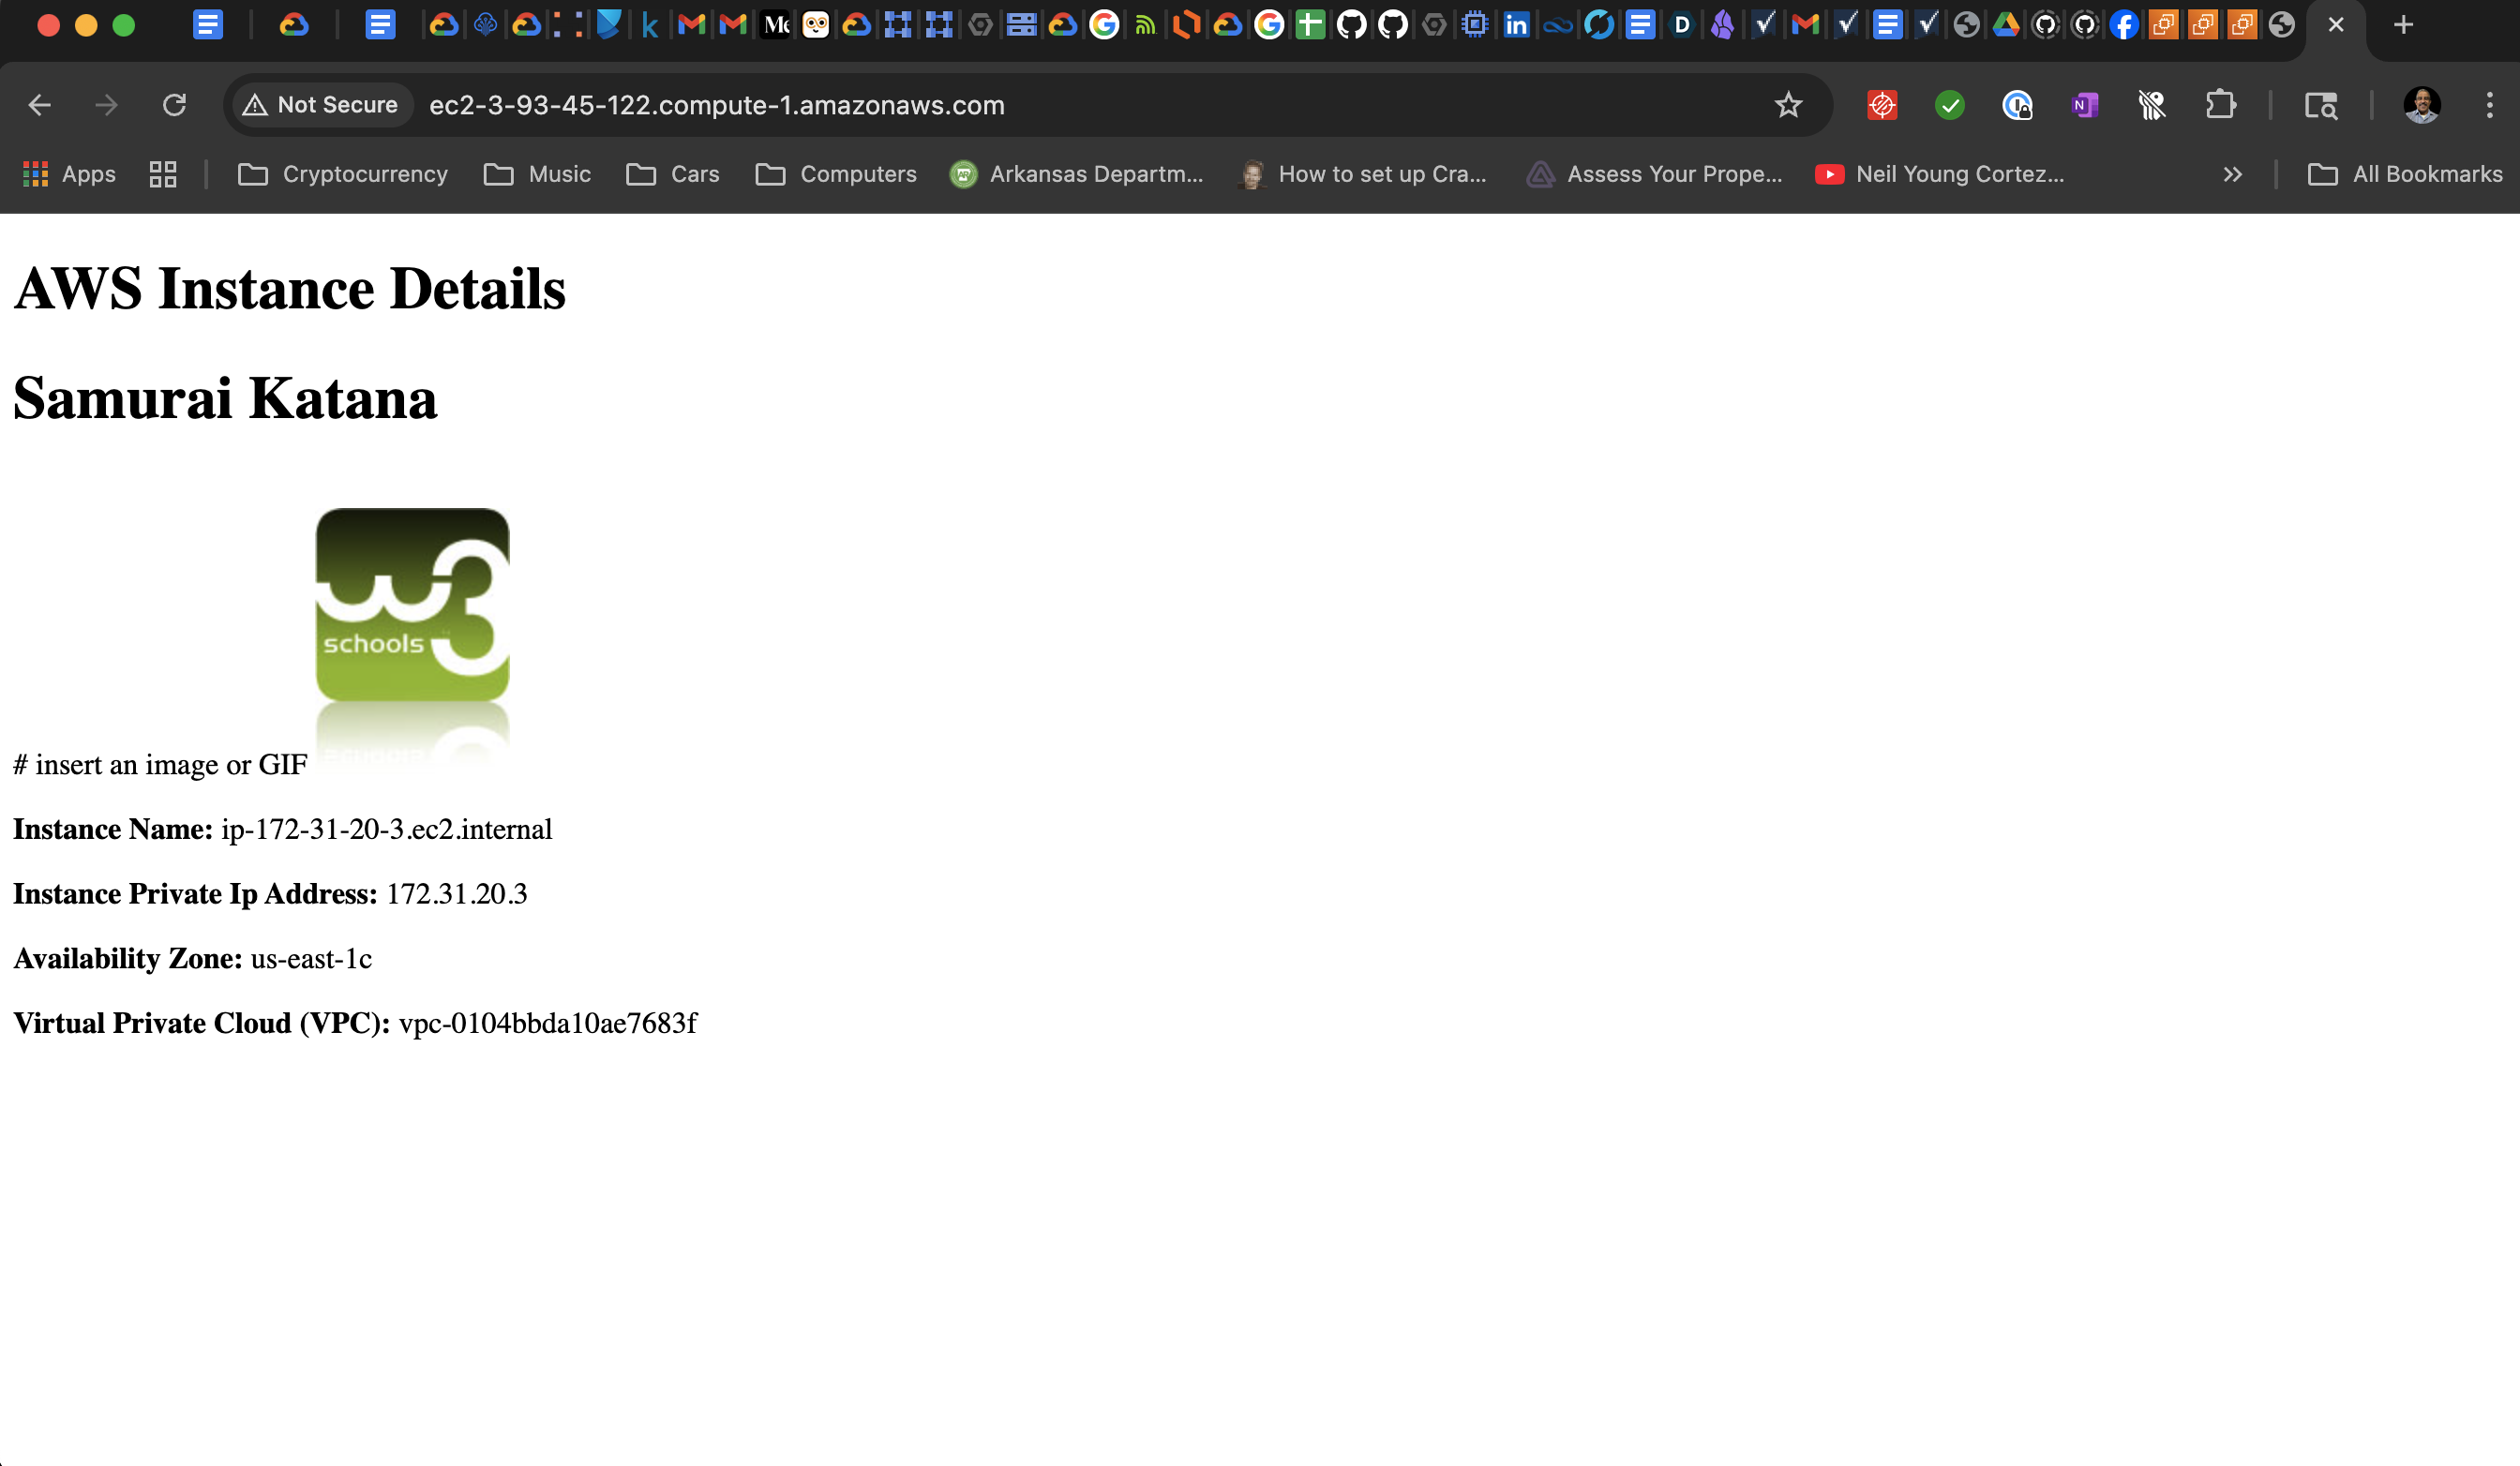 Not Secure ec2-3-93-45-122.compute-1.amazonaws.com
Apps Cryptocurrency Music Cars Computers Arkansas Departm... How to set up Cra... Assess Your Prope... Neil Young Cortez... All Bookmarks
AWS Instance Details
Samurai Katana
w3
schools
# insert an image or GIF
Instance Name: ip-172-31-20-3.ec2.internal
Instance Private Ip Address: 172.31.20.3
Availability Zone: us-east-1c
Virtual Private Cloud (VPC): vpc-0104bbda10ae7683f